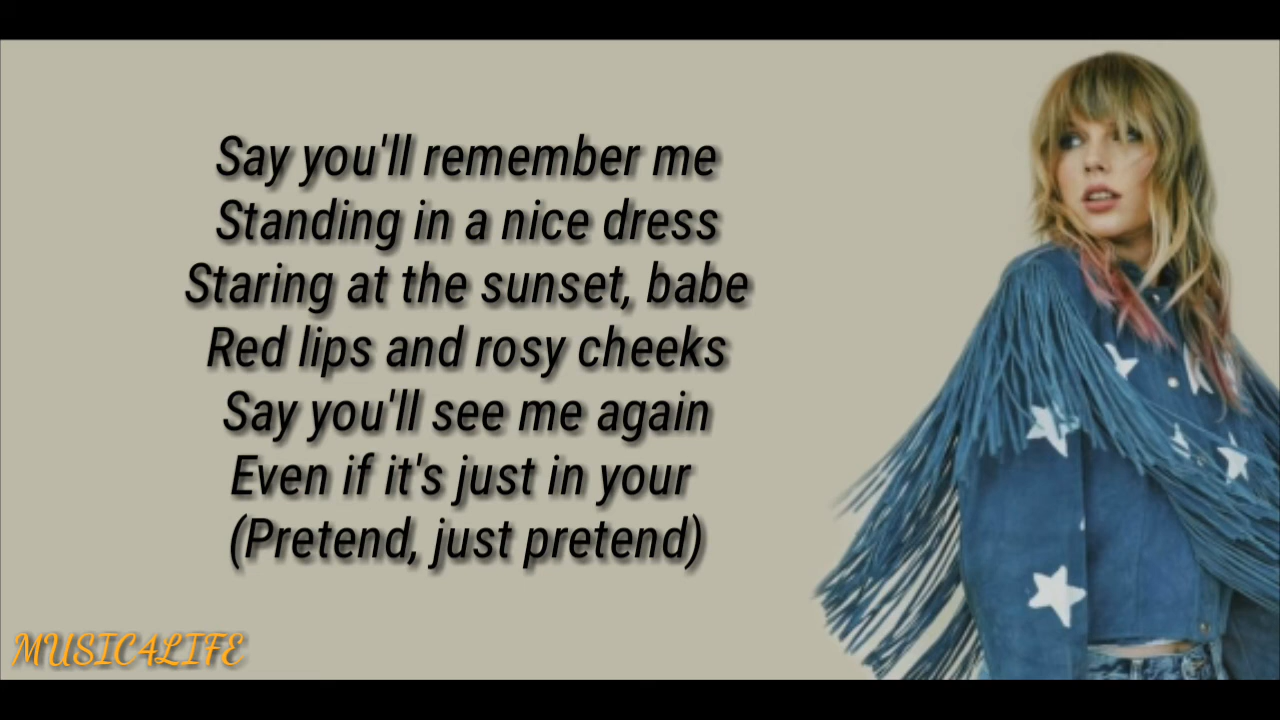 Say you'll remember me
Standing in a nice dress
Staring at the sunset, babe
Red lips and rosy cheeks
Say you'll see me again
Even if it's just in your
(Pretend, just pretend)
MUSIC4LIFE